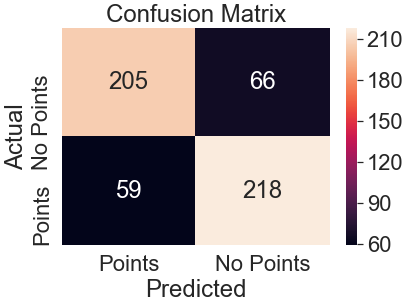 Confusion Matrix
Actual
No Points
Points
205
66
59
218
Points
No Points
Predicted
210
180
150
120
90
60